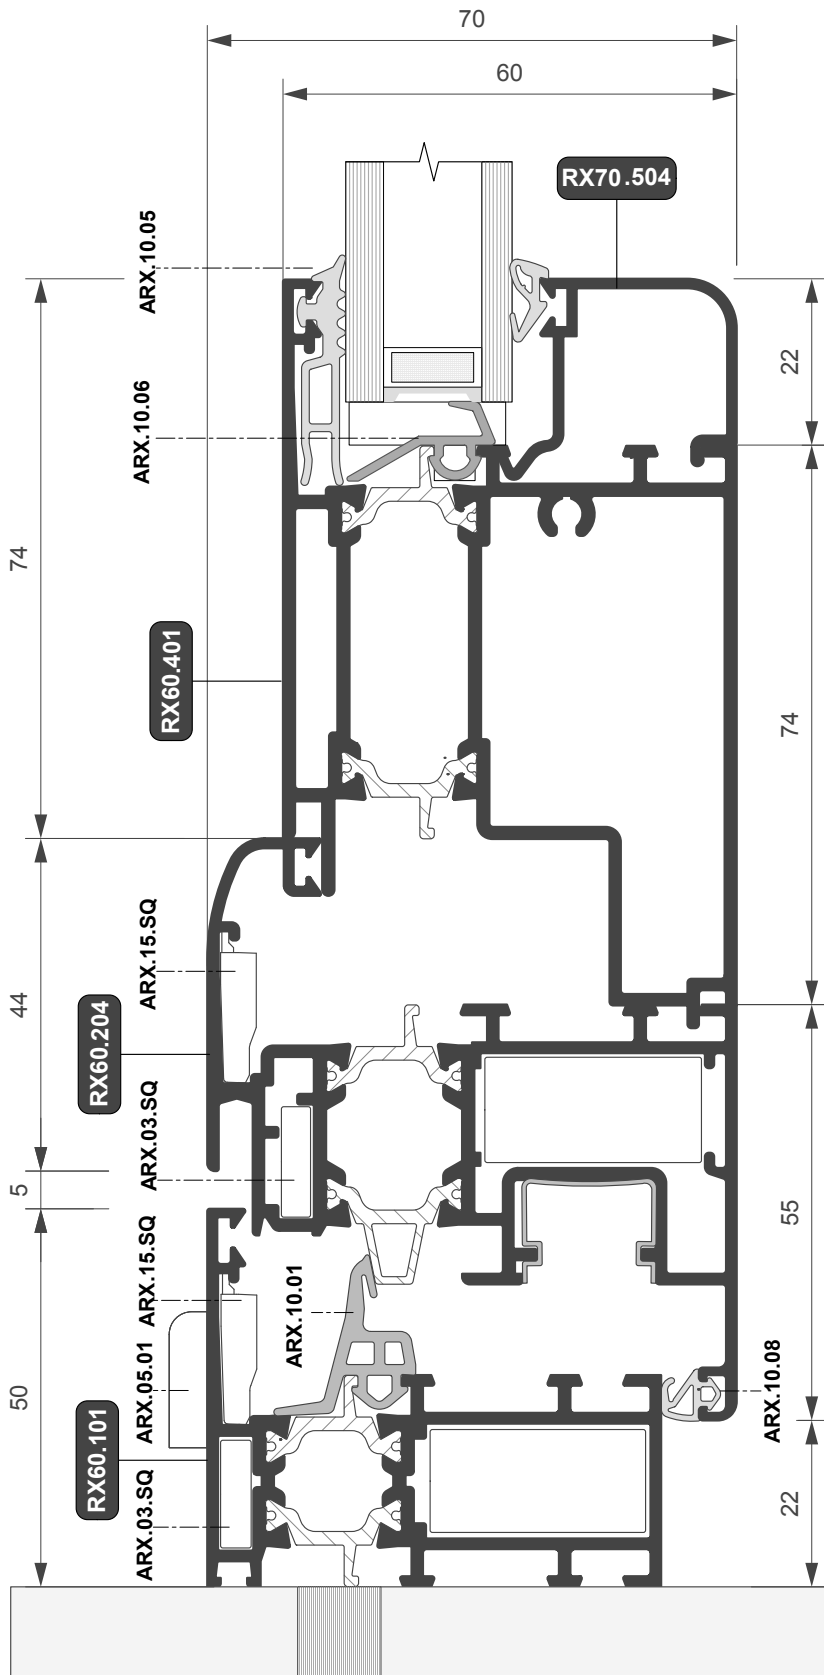 70
60
RX70.504
ARX.10.05
22
ARX.10.06
74
RX60.401
74
ARX.15.SQ
44
RX60.204
ARX.03.SQ
5
55
ARX.15.SQ
ARX.10.01
ARX.05.01
50
ARX.10.08
RX60.101
22
ARX.03.SQ